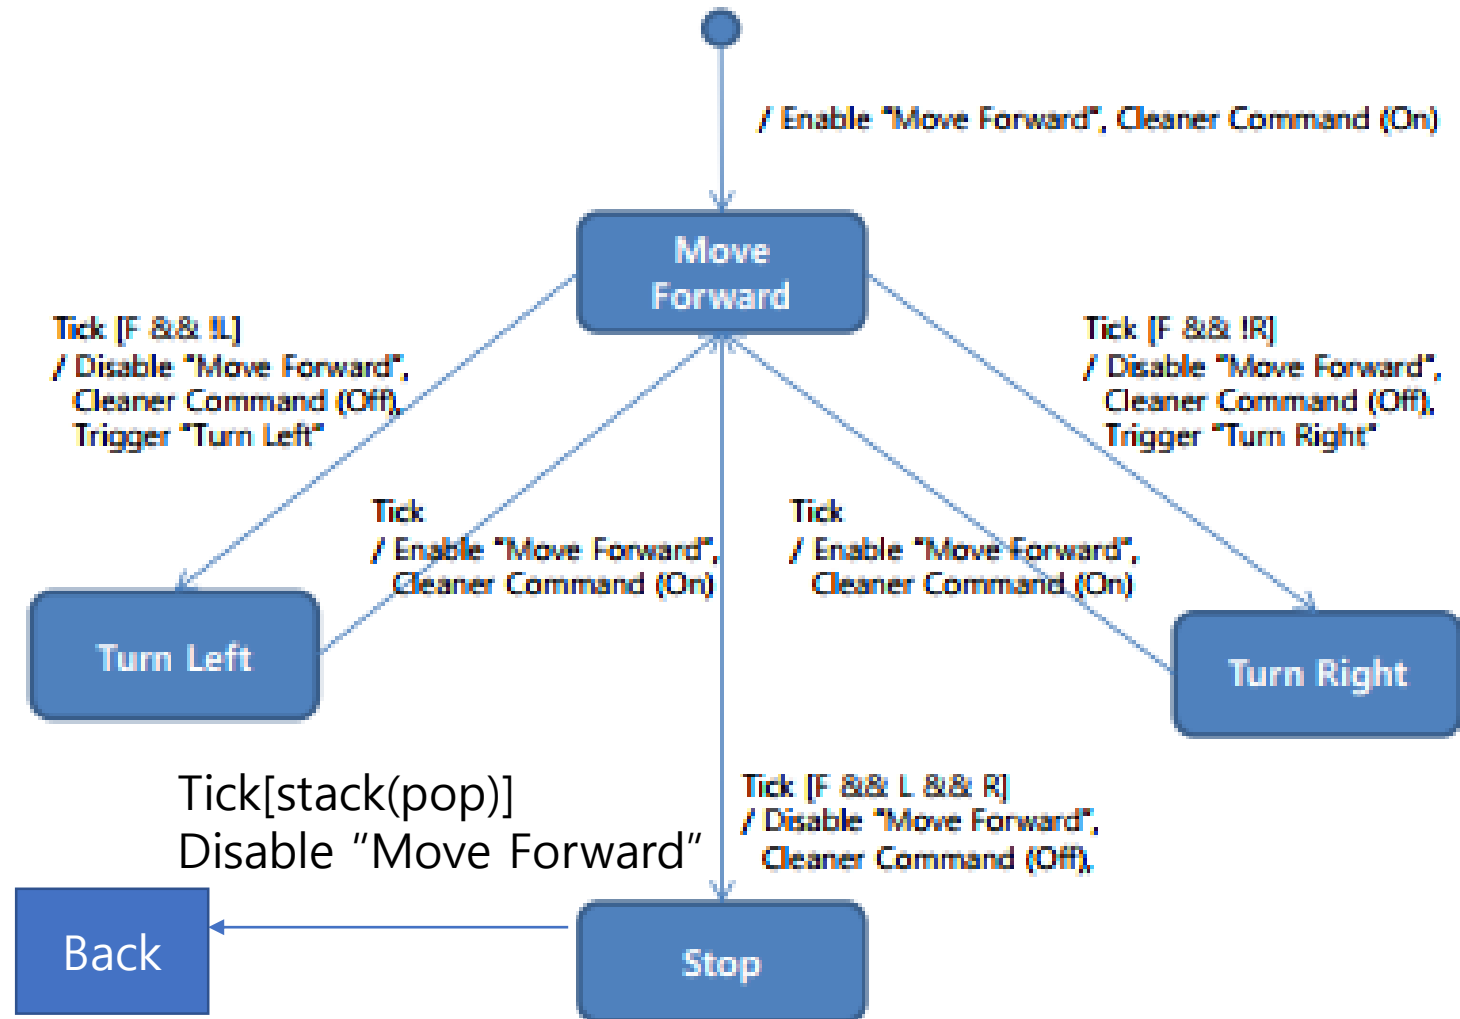 / Enable "Move Forward", Cleaner Command (On)
Move
Forward
Tick [F && !L]
/ Disable "Move Forward",
Cleaner Command (Off),
Trigger "Turn Left"
Tick [F && !R]
/ Disable "Move Forward",
Cleaner Command (Off),
Trigger "Turn Right"
Tick
/ Enable "Move Forward",
Cleaner Command (On)
Tick
/ Enable "Move Forward",
Cleaner Command (On)
Turn Left
Turn Right
Tick[stack(pop)]
Disable “Move Forward”
Tick [F && L && R]
/ Disable "Move Forward",
Cleaner Command (Off),
Back
Stop